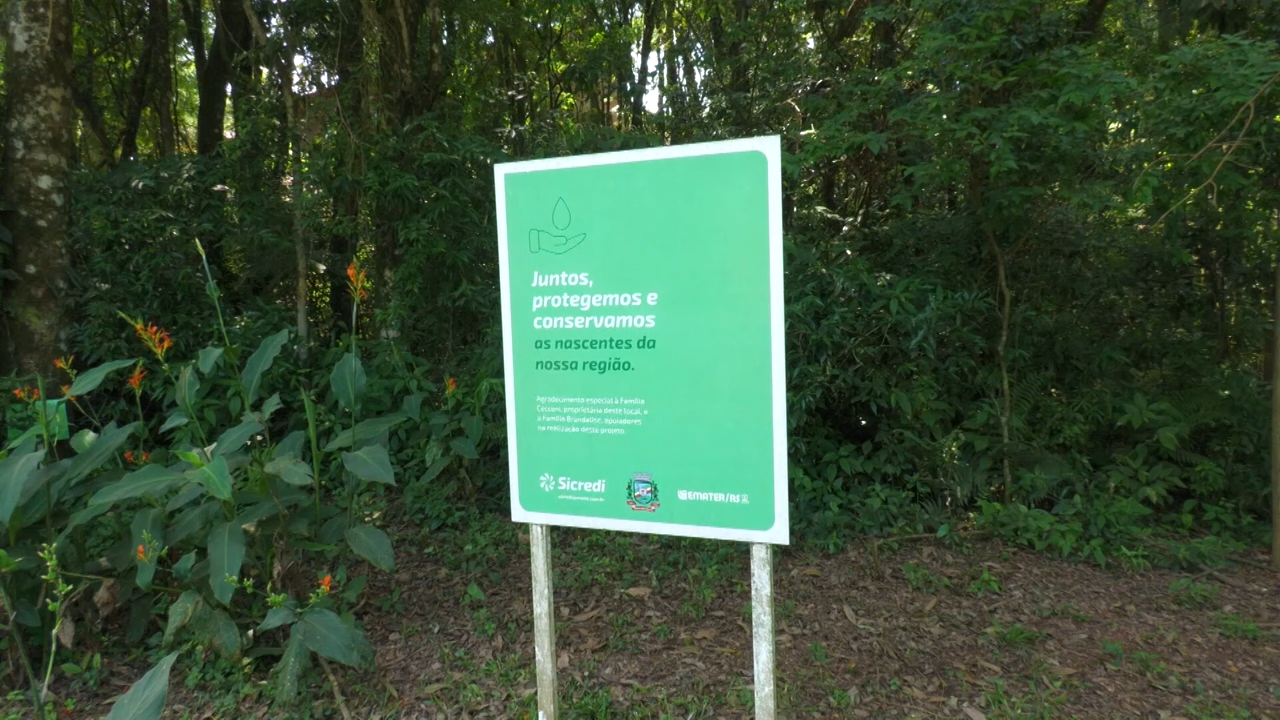 Juntos,
protegemos e
conservamos
as nascentes da
nossa região.
Agradecimento especial à Família
Cecconi, proprietária deste local, e
a Família Brandalise, apoiadores
na realização deste projeto.
Sicredi
EMATER/RS